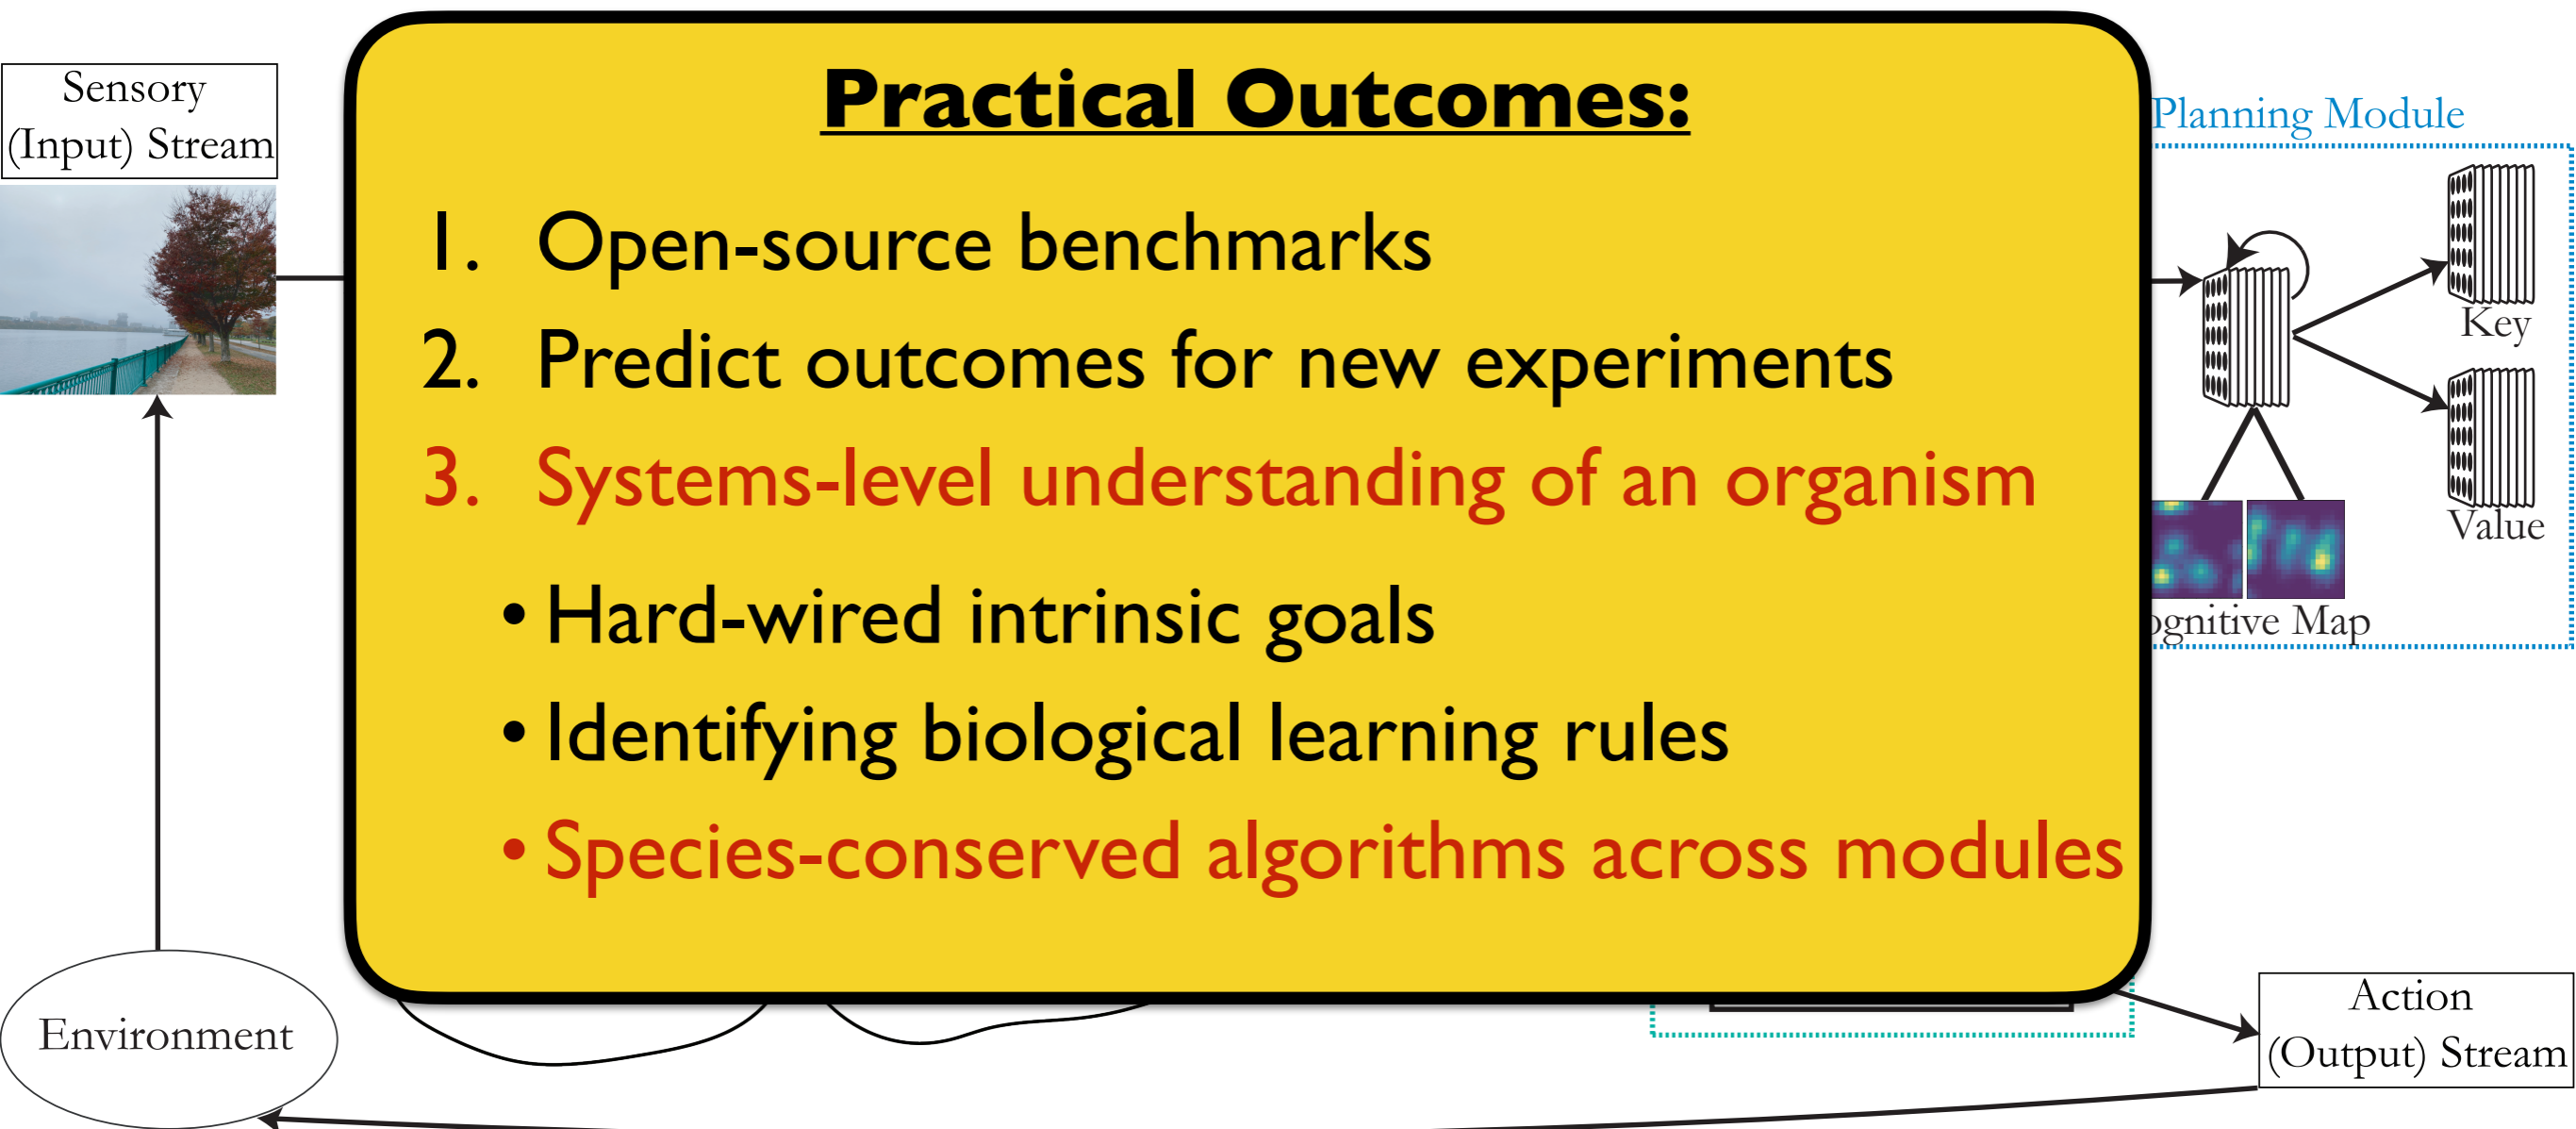 Sensory
(Input) Stream
Practical Outcomes:
1. Open-source benchmarks
2. Predict outcomes for new experiments
3. Systems-level understanding of an organism
• Hard-wired intrinsic goals
• Identifying biological learning rules
• Species-conserved algorithms across modules
Planning Module
Key
Value
ognitive Map
Environment
Action
(Output) Stream